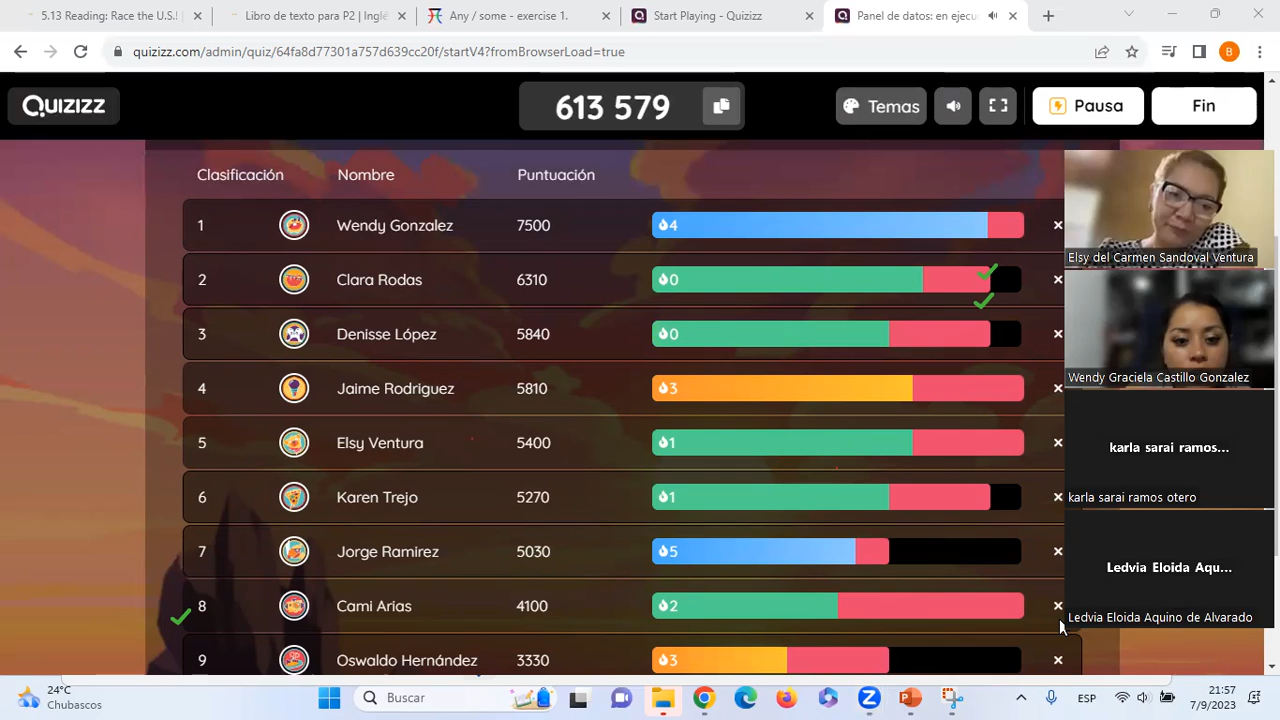 5.13 Reading: Race the U.S.!
Libro de texto para P2 | Inglé
Any / some - exercise 1.
Start Playing - Quizizz
Panel de datos: en ejecu
quizizz.com/admin/quiz/64fa8d77301a757d639cc20f/startV4?fromBrowserLoad=true
B
QUIZIZZ
613 579
Temas
Pausa
Fin
Clasificación Nombre Puntuación
1 Wendy Gonzalez 7500 4
2 Clara Rodas 6310 0
3 Denisse López 5840 0
4 Jaime Rodriguez 5810 3
5 Elsy Ventura 5400 1
6 Karen Trejo 5270 1
7 Jorge Ramirez 5030 5
8 Cami Arias 4100 2
9 Oswaldo Hernández 3330 3
Elsy del Carmen Sandoval Ventura
Wendy Graciela Castillo Gonzalez
karla sarai ramos...
karla sarai ramos otero
Ledvia Eloida Aqu...
Ledvia Eloida Aquino de Alvarado
24°C
Chubascos
Buscar
ESP
21:57
7/9/2023